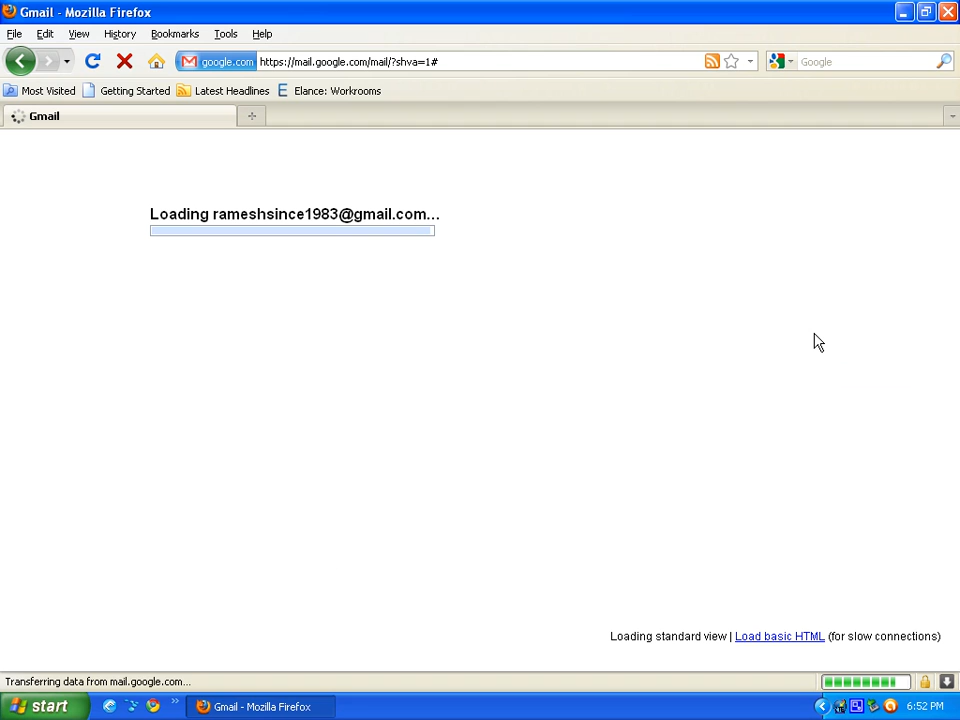 Gmail - Mozilla Firefox
File Edit View History Bookmarks Tools Help
google.com https://mail.google.com/mail/?shva=1# Google
Most Visited Getting Started Latest Headlines E Elance: Workrooms
Gmail
Loading rameshsince1983@gmail.com...
Loading standard view | Load basic HTML (for slow connections)
Transferring data from mail.google.com...
start Gmail - Mozilla Firefox 6:52 PM